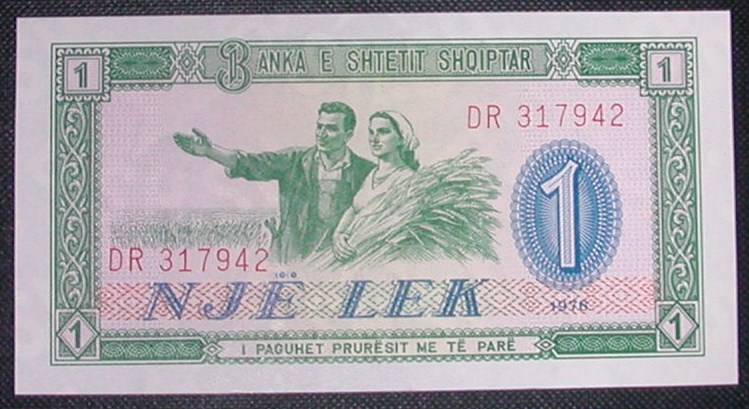 1 BANKA E SHTETIT SHQIPTAR 1
DR 317942
1
DR 317942
NJË LEK 1976
1 I PAGUHET PRURËSIT ME TË PARË 1